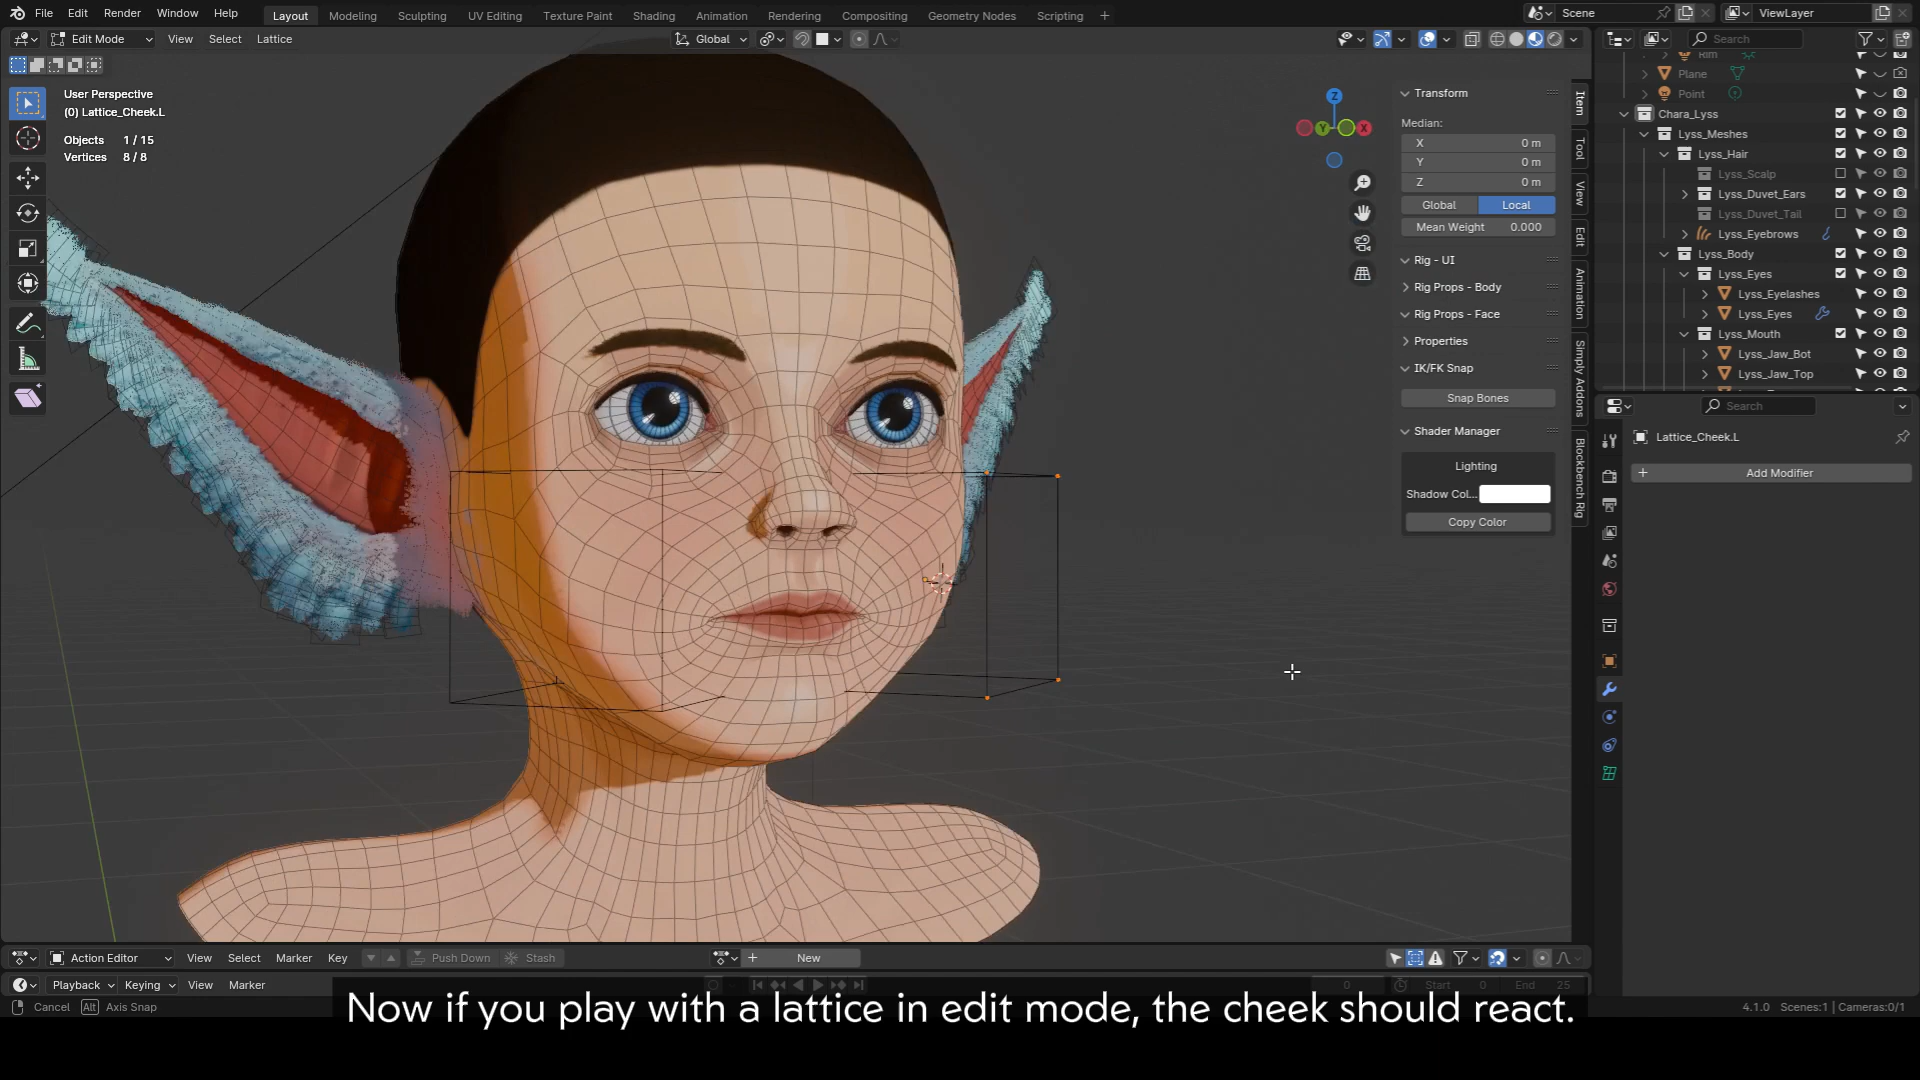 File Edit Render Window Help
Layout Modeling Sculpting UV Editing Texture Paint Shading Animation Rendering Compositing Geometry Nodes Scripting +
Scene
ViewLayer
Edit Mode View Select Lattice
Global
Search
User Perspective
(0) Lattice_Cheek.L
Objects 1 / 15
Vertices 8 / 8
Z
Y
X
Transform
Median:
X 0 m
Y 0 m
Z 0 m
Global Local
Mean Weight 0.000
Rig - UI
Rig Props - Body
Rig Props - Face
Properties
IK/FK Snap
Snap Bones
Shader Manager
Lighting
Shadow Col...
Copy Color
Item
Tool
View
Edit
Animation
Simply Addons
Blockbench Rig
Rim
Plane
Point
Chara_Lyss
Lyss_Meshes
Lyss_Hair
Lyss_Scalp
Lyss_Duvet_Ears
Lyss_Duvet_Tail
Lyss_Eyebrows
Lyss_Body
Lyss_Eyes
Lyss_Eyelashes
Lyss_Eyes
Lyss_Mouth
Lyss_Jaw_Bot
Lyss_Jaw_Top
Search
Lattice_Cheek.L
+ Add Modifier
Action Editor View Select Marker Key Push Down Stash + New
Playback Keying View Marker 0 Start 0 End 25
Cancel Alt Axis Snap
4.1.0 Scenes:1 | Cameras:0/1
Now if you play with a lattice in edit mode, the cheek should react.